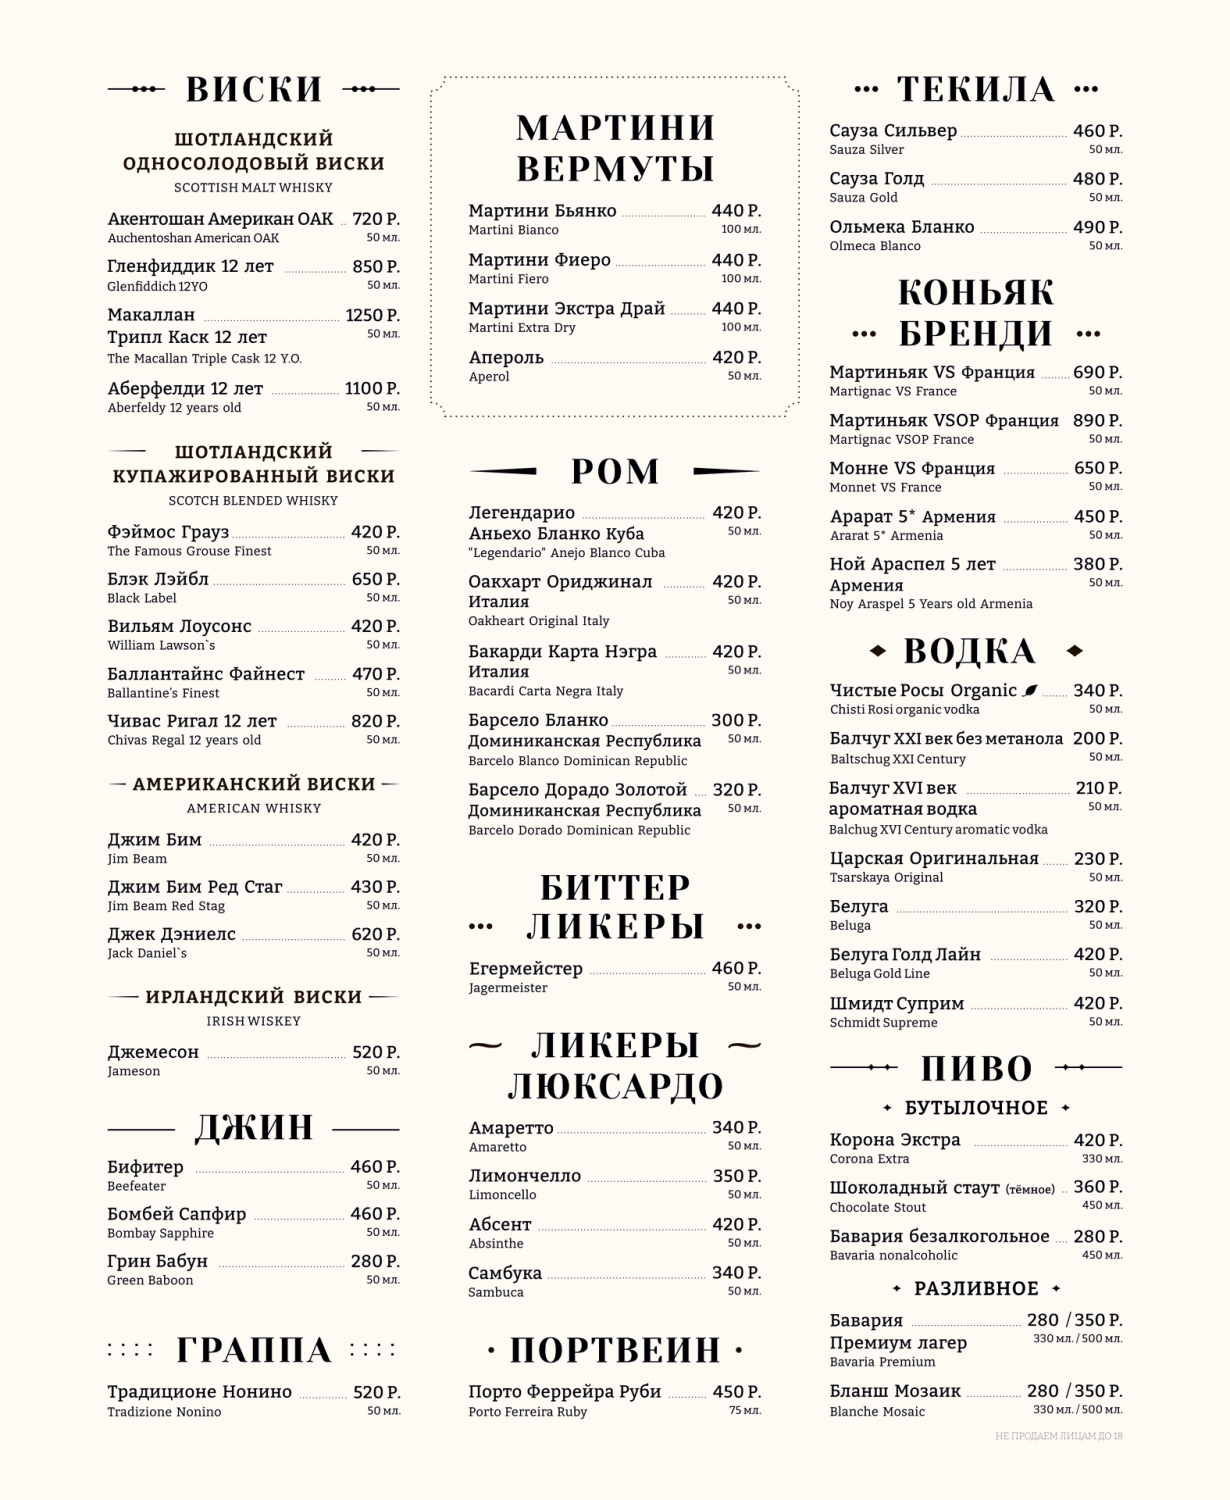 ВИСКИ
ШОТЛАНДСКИЙ
ОДНОСОЛОДОВЫЙ ВИСКИ
SCOTTISH MALT WHISKY
Акентошан Американ ОАК .. 720 Р.
Auchentoshan American OAK 50 мл.
Гленфиддик 12 лет 850 Р.
Glenfiddich 12YO 50 мл.
Макаллан 1250 Р.
Трипл Каск 12 лет 50 мл.
The Macallan Triple Cask 12 Y.O.
Аберфелди 12 лет 1100 Р.
Aberfeldy 12 years old 50 мл.
ШОТЛАНДСКИЙ
КУПАЖИРОВАННЫЙ ВИСКИ
SCOTCH BLENDED WHISKY
Фэймос Грауз 420 Р.
The Famous Grouse Finest 50 мл.
Блэк Лэйбл 650 Р.
Black Label 50 мл.
Вильям Лоусонс 420 Р.
William Lawson`s 50 мл.
Баллантайнс Файнест 470 Р.
Ballantine's Finest 50 мл.
Чивас Ригал 12 лет 820 Р.
Chivas Regal 12 years old 50 мл.
АМЕРИКАНСКИЙ ВИСКИ
AMERICAN WHISKY
Джим Бим 420 Р.
Jim Beam 50 мл.
Джим Бим Ред Стаг 430 Р.
Jim Beam Red Stag 50 мл.
Джек Дэниелс 620 Р.
Jack Daniel`s 50 мл.
ИРЛАНДСКИЙ ВИСКИ
IRISH WISKEY
Джемесон 520 Р.
Jameson 50 мл.
ДЖИН
Бифитер 460 Р.
Beefeater 50 мл.
Бомбей Сапфир 460 Р.
Bombay Sapphire 50 мл.
Грин Бабун 280 Р.
Green Baboon 50 мл.
ГРАППА
Традиционе Нонино 520 Р.
Tradizione Nonino 50 мл.
МАРТИНИ
ВЕРМУТЫ
Мартини Бьянко 440 Р.
Martini Bianco 100 мл.
Мартини Фиеро 440 Р.
Martini Fiero 100 мл.
Мартини Экстра Драй 440 Р.
Martini Extra Dry 100 мл.
Апероль 420 Р.
Aperol 50 мл.
РОМ
Легендарио 420 Р.
Аньехо Бланко Куба 50 мл.
"Legendario" Anejo Blanco Cuba
Оакхарт Ориджинал 420 Р.
Италия 50 мл.
Oakheart Original Italy
Бакарди Карта Нэгра 420 Р.
Италия 50 мл.
Bacardi Carta Negra Italy
Барсело Бланко 300 Р.
Доминиканская Республика 50 мл.
Barcelo Blanco Dominican Republic
Барсело Дорадо Золотой 320 Р.
Доминиканская Республика 50 мл.
Barcelo Dorado Dominican Republic
БИТТЕР
ЛИКЕРЫ
Егермейстер 460 Р.
Jagermeister 50 мл.
ЛИКЕРЫ
ЛЮКСАРДО
Амаретто 340 Р.
Amaretto 50 мл.
Лимончелло 350 Р.
Limoncello 50 мл.
Абсент 420 Р.
Absinthe 50 мл.
Самбука 340 Р.
Sambuca 50 мл.
ПОРТВЕИН
Порто Феррейра Руби 450 Р.
Porto Ferreira Ruby 75 мл.
ТЕКИЛА
Сауза Сильвер 460 Р.
Sauza Silver 50 мл.
Сауза Голд 480 Р.
Sauza Gold 50 мл.
Ольмека Бланко 490 Р.
Olmeca Blanco 50 мл.
КОНЬЯК
БРЕНДИ
Мартиньяк VS Франция 690 Р.
Martignac VS France 50 мл.
Мартиньяк VSOP Франция 890 Р.
Martignac VSOP France 50 мл.
Монне VS Франция 650 Р.
Monnet VS France 50 мл.
Арарат 5* Армения 450 Р.
Ararat 5* Armenia 50 мл.
Ной Араспел 5 лет 380 Р.
Армения 50 мл.
Noy Araspel 5 Years old Armenia
ВОДКА
Чистые Росы Organic 340 Р.
Chisti Rosi organic vodka 50 мл.
Балчуг XXI век без метанола 200 Р.
Baltschug XXI Century 50 мл.
Балчуг XVI век 210 Р.
ароматная водка 50 мл.
Balchug XVI Century aromatic vodka
Царская Оригинальная 230 Р.
Tsarskaya Original 50 мл.
Белуга 320 Р.
Beluga 50 мл.
Белуга Голд Лайн 420 Р.
Beluga Gold Line 50 мл.
Шмидт Суприм 420 Р.
Schmidt Supreme 50 мл.
ПИВО
БУТЫЛОЧНОЕ
Корона Экстра 420 Р.
Corona Extra 330 мл.
Шоколадный стаут (тёмное) .. 360 Р.
Chocolate Stout 450 мл.
Бавария безалкогольное 280 Р.
Bavaria nonalcoholic 450 мл.
РАЗЛИВНОЕ
Бавария 280 / 350 Р.
Премиум лагер 330 мл. / 500 мл.
Bavaria Premium
Бланш Мозаик 280 / 350 Р.
Blanche Mosaic 330 мл. / 500 мл.
НЕ ПРОДАЕМ ЛИЦАМ ДО 18